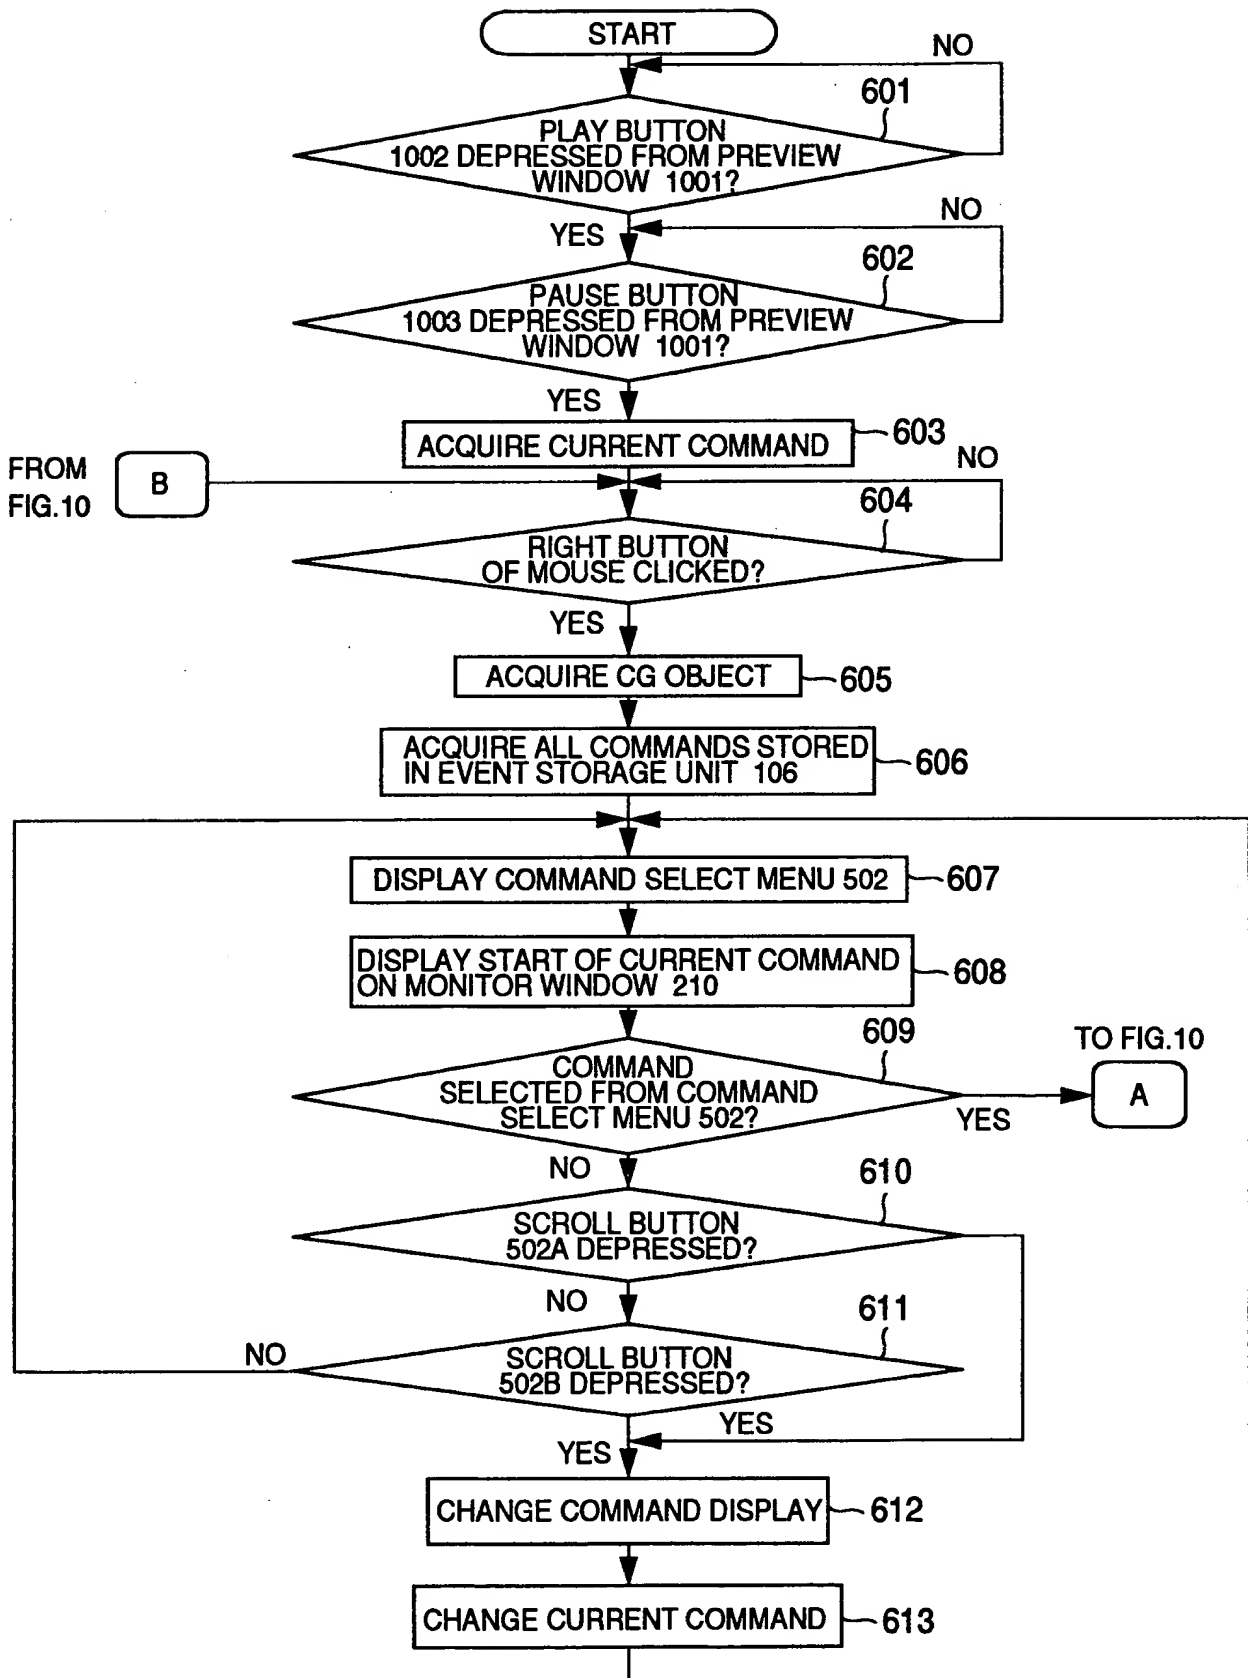 START
NO
601
PLAY BUTTON
1002 DEPRESSED FROM PREVIEW
WINDOW 1001?
YES
NO
602
PAUSE BUTTON
1003 DEPRESSED FROM PREVIEW
WINDOW 1001?
YES
ACQUIRE CURRENT COMMAND
603
FROM
FIG.10
B
NO
604
RIGHT BUTTON
OF MOUSE CLICKED?
YES
ACQUIRE CG OBJECT
605
ACQUIRE ALL COMMANDS STORED
IN EVENT STORAGE UNIT 106
606
DISPLAY COMMAND SELECT MENU 502
607
DISPLAY START OF CURRENT COMMAND
ON MONITOR WINDOW 210
608
609
COMMAND
SELECTED FROM COMMAND
SELECT MENU 502?
YES
TO FIG.10
A
NO
610
SCROLL BUTTON
502A DEPRESSED?
NO
611
SCROLL BUTTON
502B DEPRESSED?
NO
YES
YES
CHANGE COMMAND DISPLAY
612
CHANGE CURRENT COMMAND
613